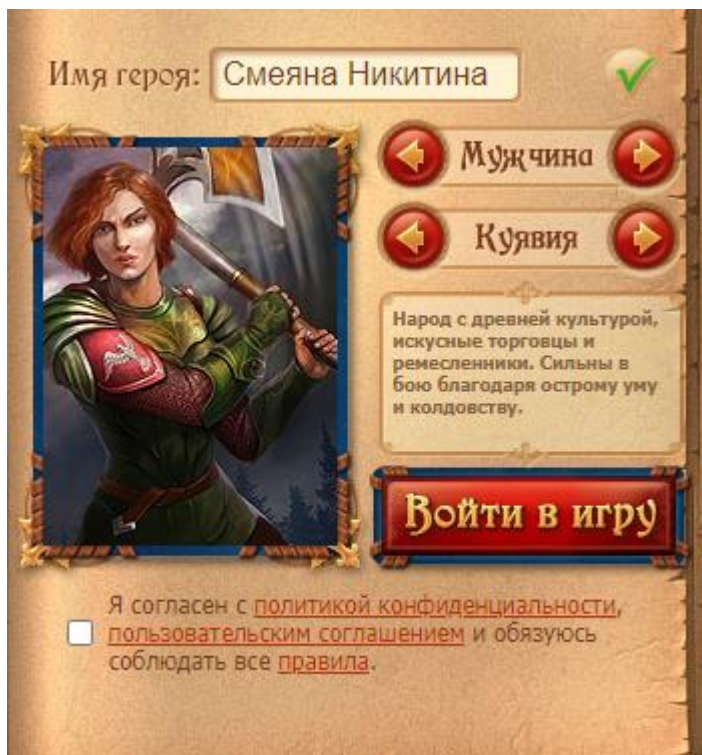 Имя героя: Смеяна Никитина
Мужчина
Куявия
Народ с древней культурой,
искусные торговцы и
ремесленники. Сильны в
бою благодаря острому уму
и колдовству.
Войти в игру
Я согласен с политикой конфиденциальности,
пользовательским соглашением и обязуюсь
соблюдать все правила.